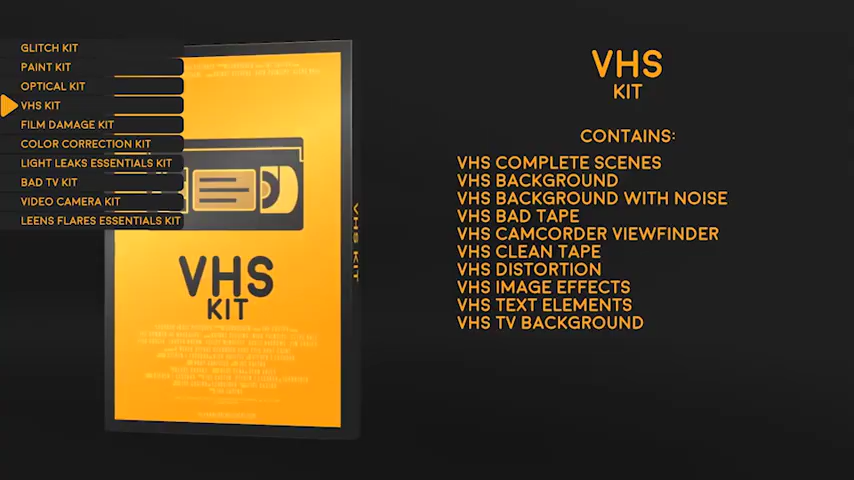 GLITCH KIT
PAINT KIT
OPTICAL KIT
VHS KIT
FILM DAMAGE KIT
COLOR CORRECTION KIT
LIGHT LEAKS ESSENTIALS KIT
BAD TV KIT
VIDEO CAMERA KIT
LEENS FLARES ESSENTIALS KIT
VHS
KIT
VHS KIT
VHS
KIT
CONTAINS:
VHS COMPLETE SCENES
VHS BACKGROUND
VHS BACKGROUND WITH NOISE
VHS BAD TAPE
VHS CAMCORDER VIEWFINDER
VHS CLEAN TAPE
VHS DISTORTION
VHS IMAGE EFFECTS
VHS TEXT ELEMENTS
VHS TV BACKGROUND